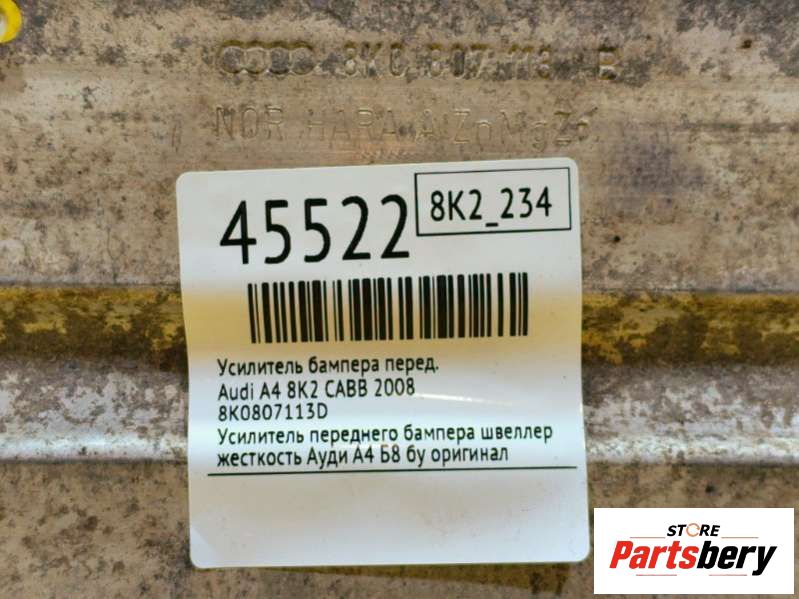 8K0 807 113 B
NOR HARA AlZnMgZ6
45522
8K2_234
Усилитель бампера перед.
Audi A4 8K2 CABB 2008
8K0807113D
Усилитель переднего бампера швеллер
жесткость Ауди А4 Б8 бу оригинал
STORE
Partsbery